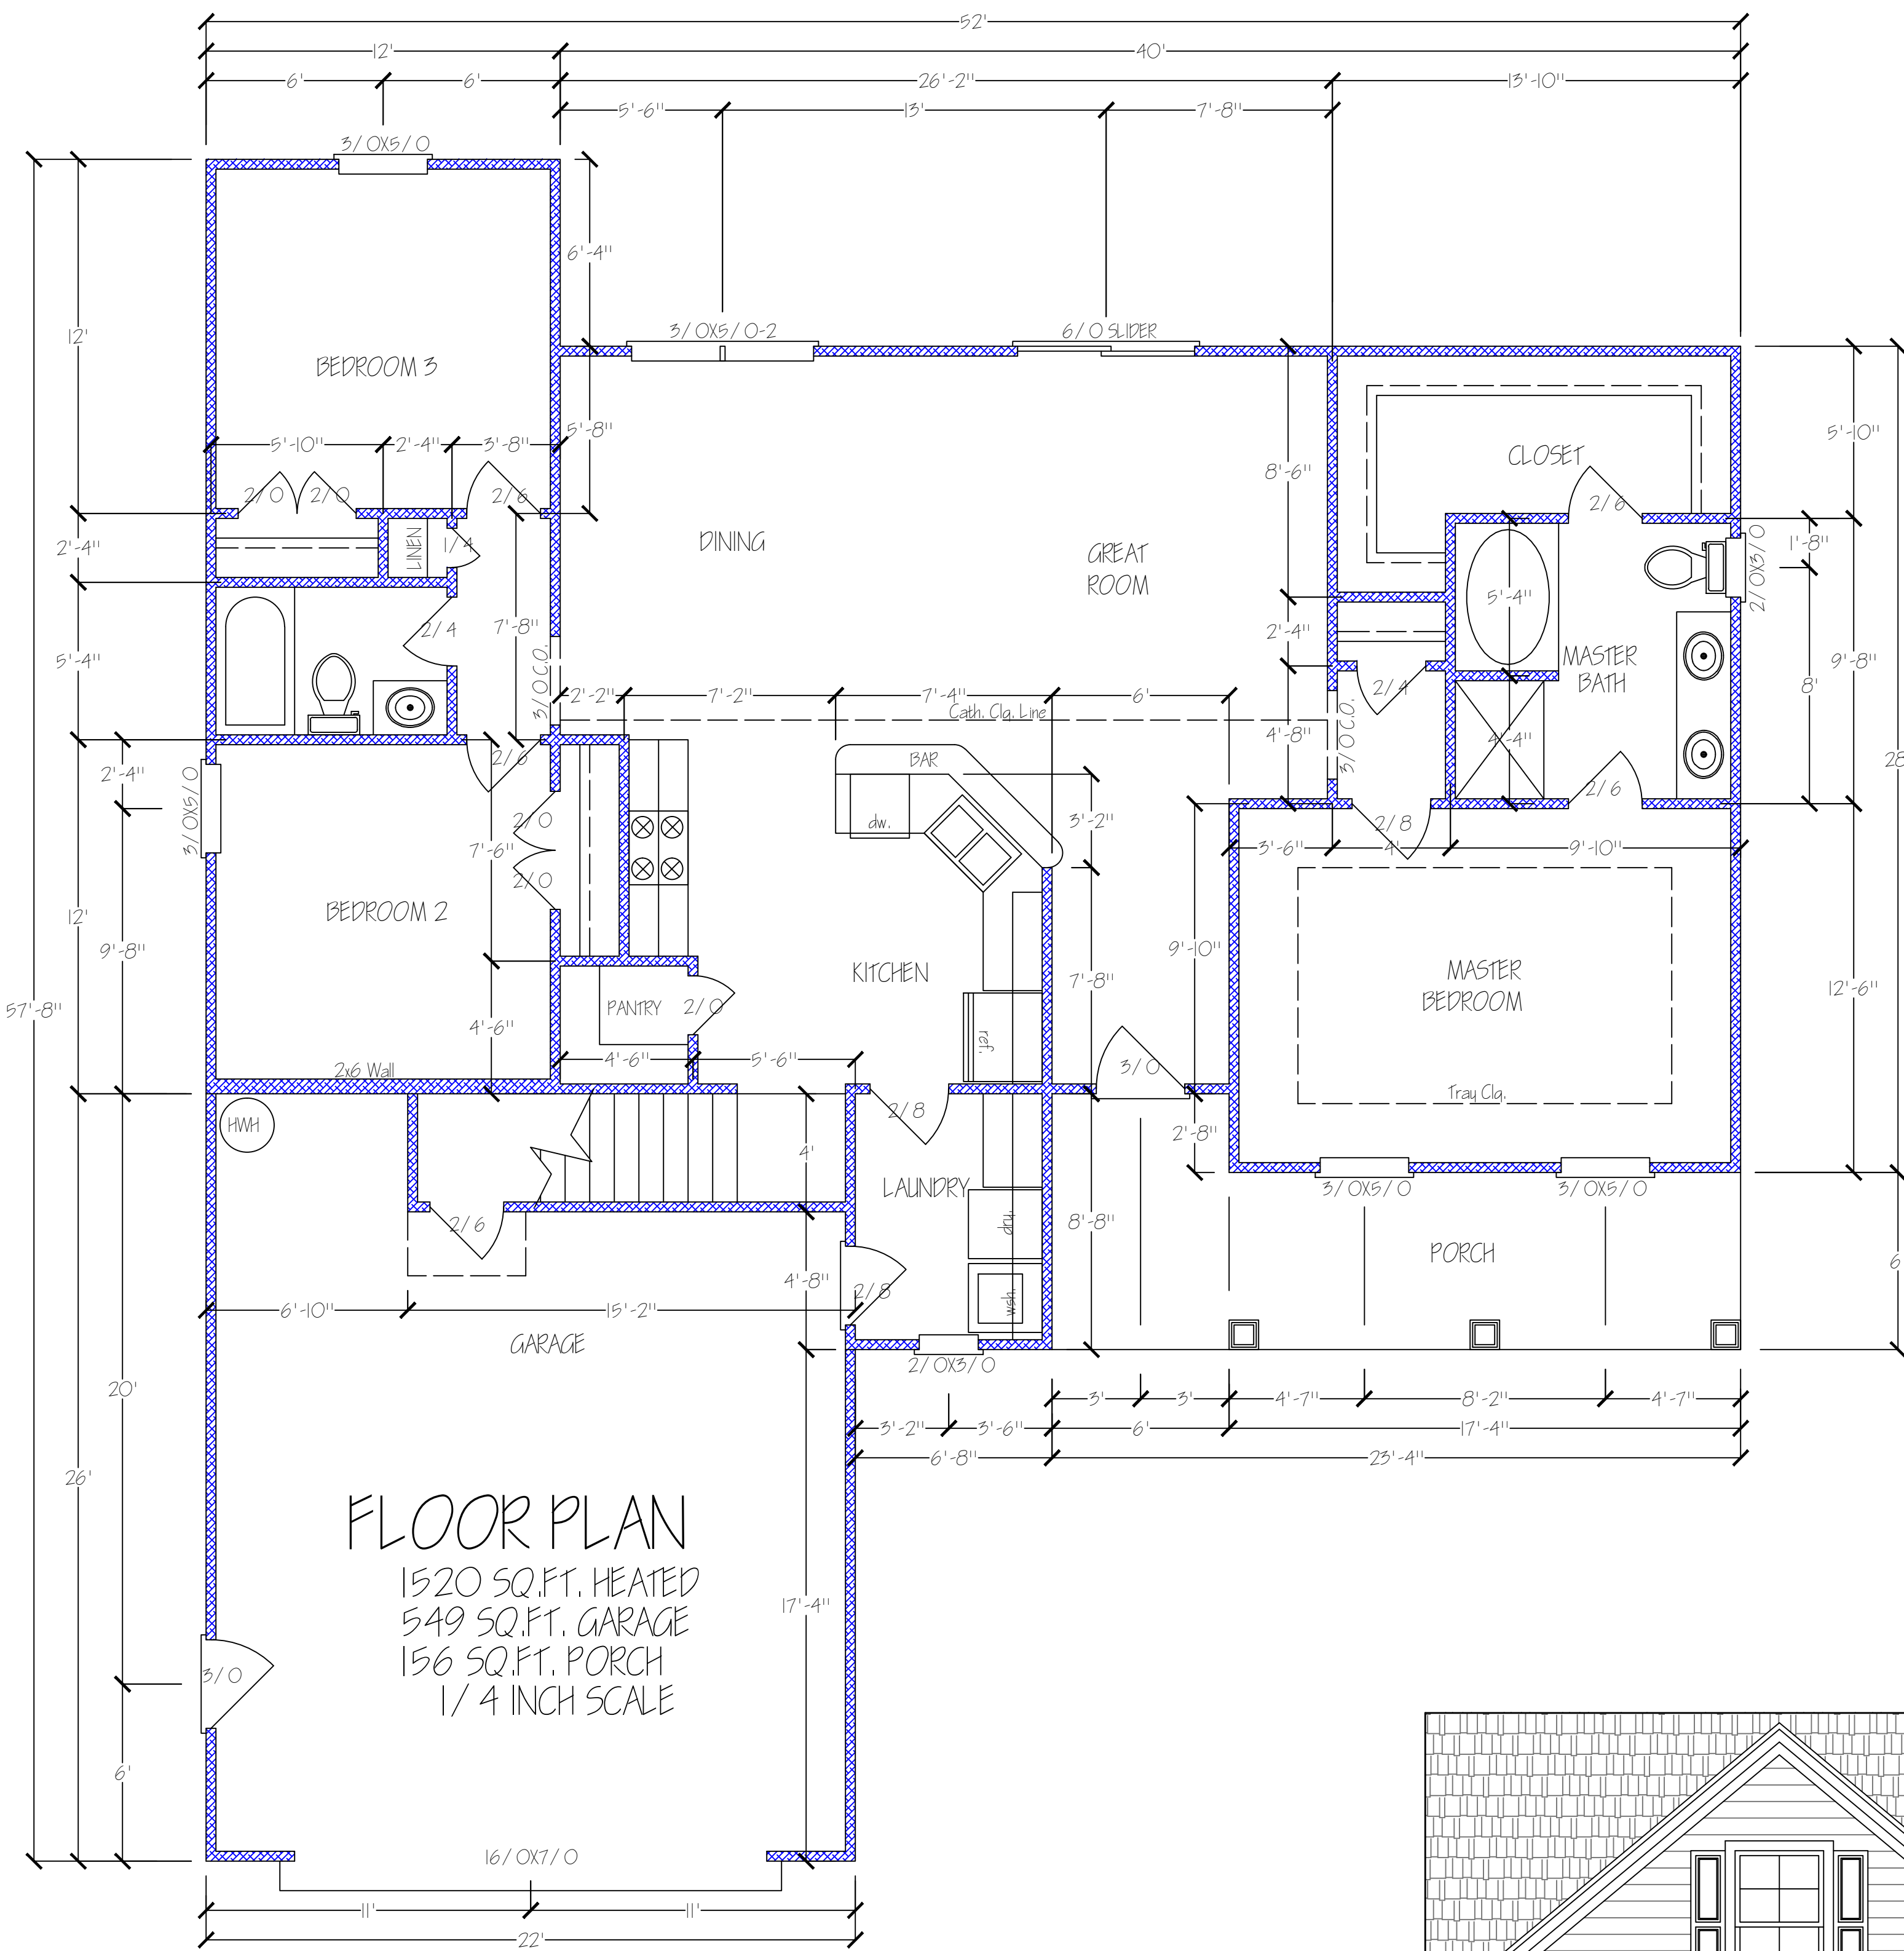 52'
12' 40'
6' 6' 26'-2" 13'-10"
5'-6" 13' 7'-8"
3/0X5/0
6'-4"
12'
3/0X5/0-2 6/0 SLIDER
BEDROOM 3
5'-10" 2'-4" 3'-8"
5'-8"
8'-6"
CLOSET
5'-10"
2/0 2/0 2/6
2/6
2'-4"
LINEN
1/4
DINING
GREAT
ROOM
1'-8"
2/0X3/0
5'-4"
2/4
7'-8"
5'-4"
2'-4"
MASTER
BATH
9'-8"
8'
3/0 C.O.
2'-2" 7'-2" 7'-4" 6'
Cath. Clg. Line
2/4
4'-8"
3/0 C.O.
4'-4"
28
2'-4"
3/0X5/0
2/6
BAR
2/6
dw.
3'-2"
2/0
7'-6"
2/0
2/8
3'-6" 4' 9'-10"
12'
9'-8"
BEDROOM 2
KITCHEN
7'-8"
9'-10"
MASTER
BEDROOM
12'-6"
57'-8"
PANTRY
2/0
4'-6"
ref.
4'-6" 5'-6"
2x6 Wall
3/0
Tray Clg.
HWH
2/8
2'-8"
4'
LAUNDRY
3/0X5/0 3/0X5/0
2/6
dry.
8'-8"
PORCH
6
4'-8"
2/8
wsh.
6'-10" 15'-2"
GARAGE
2/0X3/0
20'
3' 3' 4'-7" 8'-2" 4'-7"
3'-2" 3'-6" 6' 17'-4"
6'-8" 23'-4"
26'
FLOOR PLAN
1520 SQ.FT. HEATED
549 SQ.FT. GARAGE
156 SQ.FT. PORCH
1/4 INCH SCALE
17'-4"
3/0
6'
16/0X7/0
11' 11'
22'